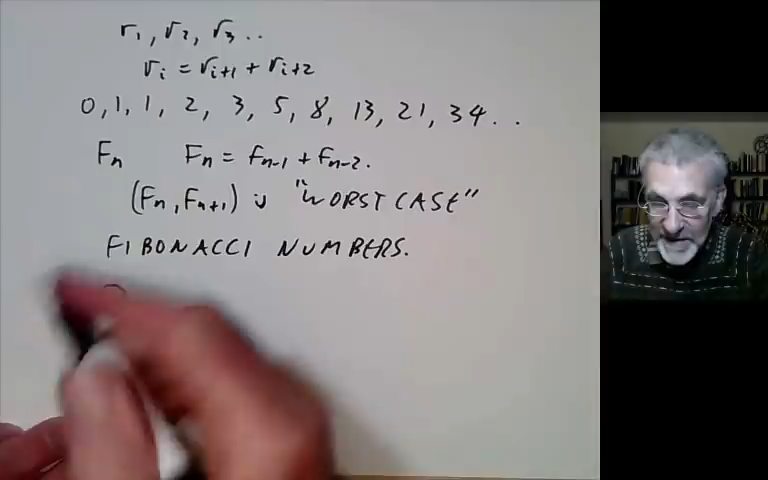 r₁, r₂, r₃ ..
rᵢ = rᵢ₊₁ + rᵢ₊₂
0, 1, 1, 2, 3, 5, 8, 13, 21, 34 . . .
Fₙ Fₙ = Fₙ₋₁ + Fₙ₋₂.
(Fₙ, Fₙ₊₁) is "WORST CASE"
FIBONACCI NUMBERS.